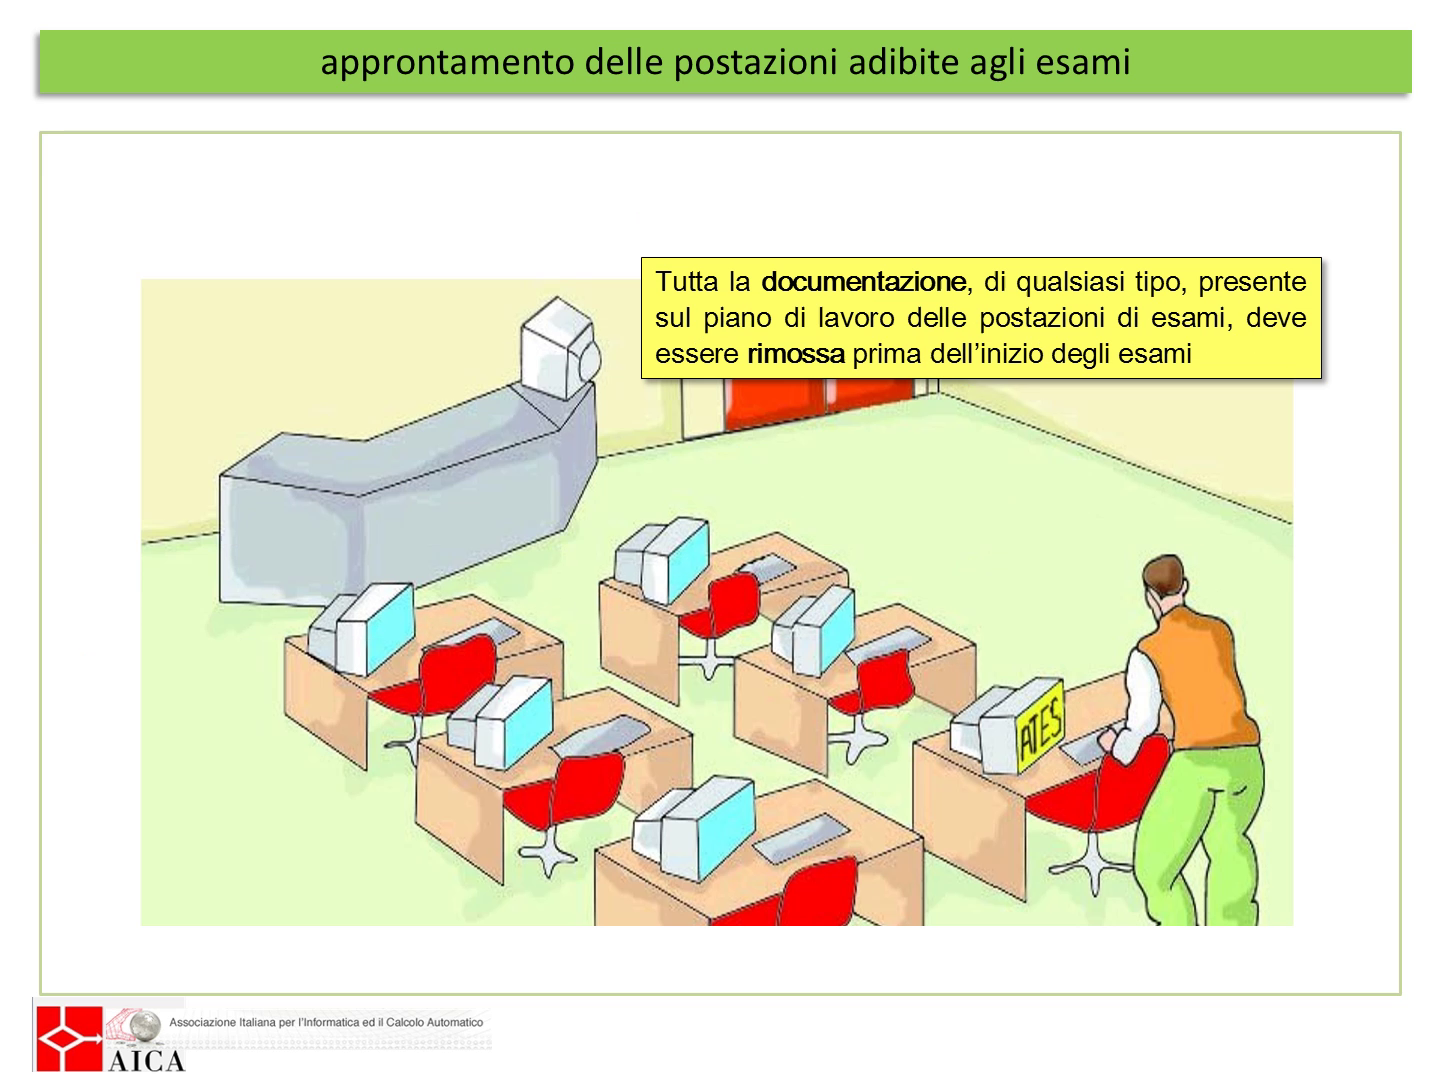 approntamento delle postazioni adibite agli esami
Tutta la documentazione, di qualsiasi tipo, presente
sul piano di lavoro delle postazioni di esami, deve
essere rimossa prima dell’inizio degli esami
ATES
Associazione Italiana per l'Informatica ed il Calcolo Automatico
AICA